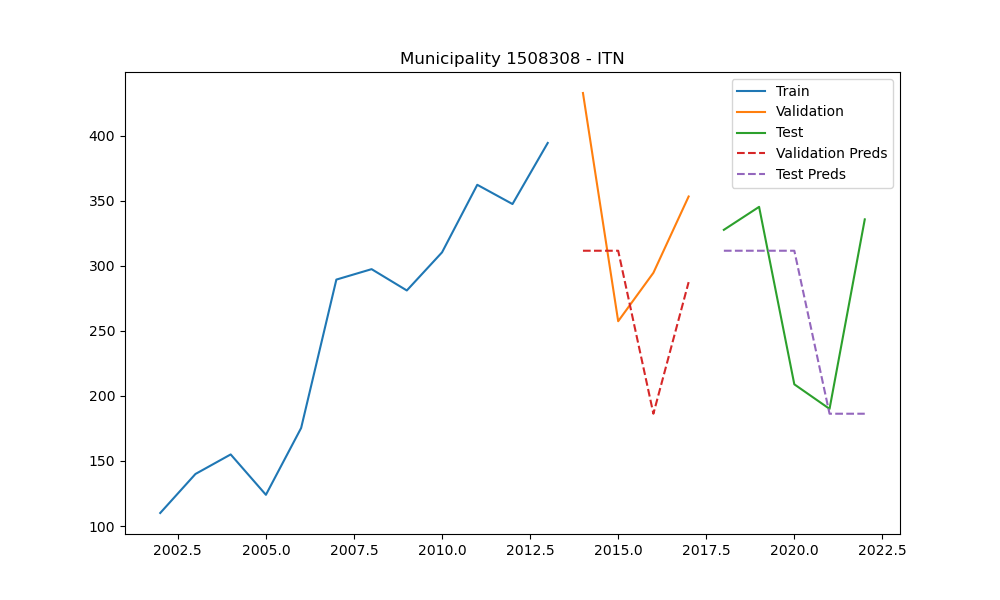 Municipality 1508308 - ITN
Train
Validation
Test
Validation Preds
Test Preds
400
350
300
250
200
150
100
2002.5 2005.0 2007.5 2010.0 2012.5 2015.0 2017.5 2020.0 2022.5